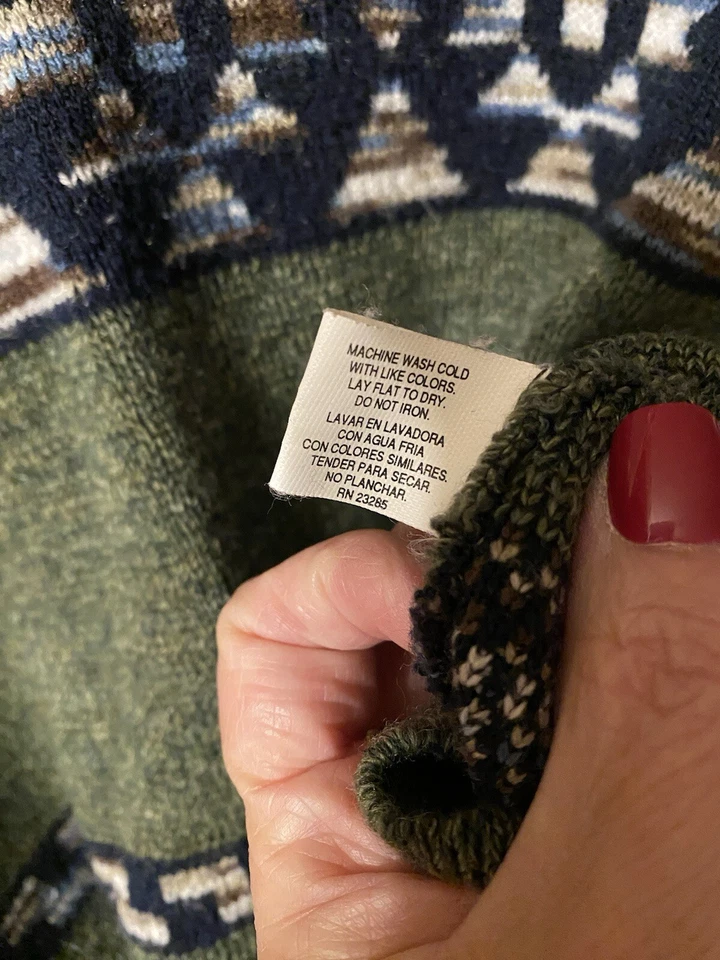 MACHINE WASH COLD
WITH LIKE COLORS.
LAY FLAT TO DRY.
DO NOT IRON.
LAVAR EN LAVADORA
CON AGUA FRIA
CON COLORES SIMILARES.
TENDER PARA SECAR.
NO PLANCHAR.
RN 23285